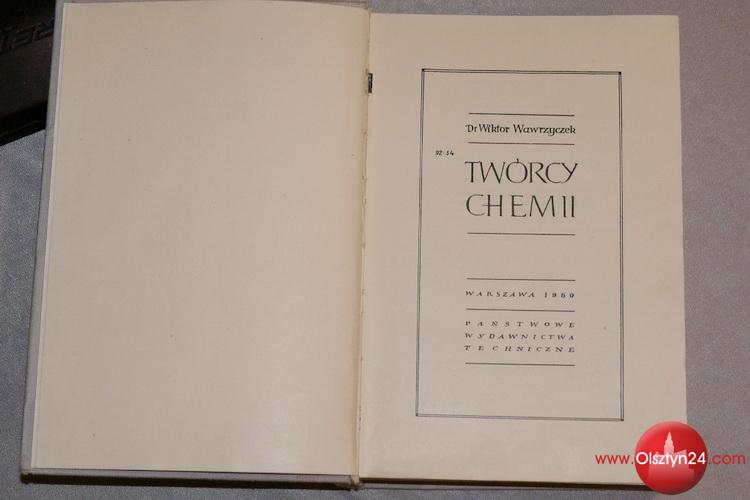 Dr Wiktor Wawrzyczek
92:54
TWÓRCY
CHEMII
WARSZAWA 1959
PAŃSTWOWE
WYDAWNICTWA
TECHNICZNE
www.Olsztyn24.com